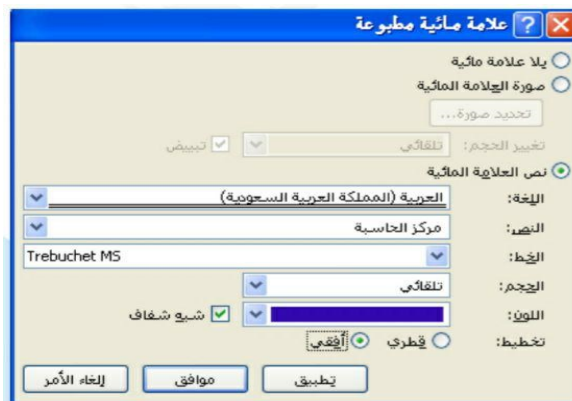 علامة مائية مطبوعة
بلا علامة مائية
صورة العلامة المائية
تحديد صورة...
تغيير الحجم: تلقائي تبييض
نص العلامة المائية
اللغة: العربية (المملكة العربية السعودية)
النص: مركز الحاسبة
الخط: Trebuchet MS
الحجم: تلقائي
اللون: شبه شفاف
تخطيط: قطري أفقي
تطبيق موافق إلغاء الأمر